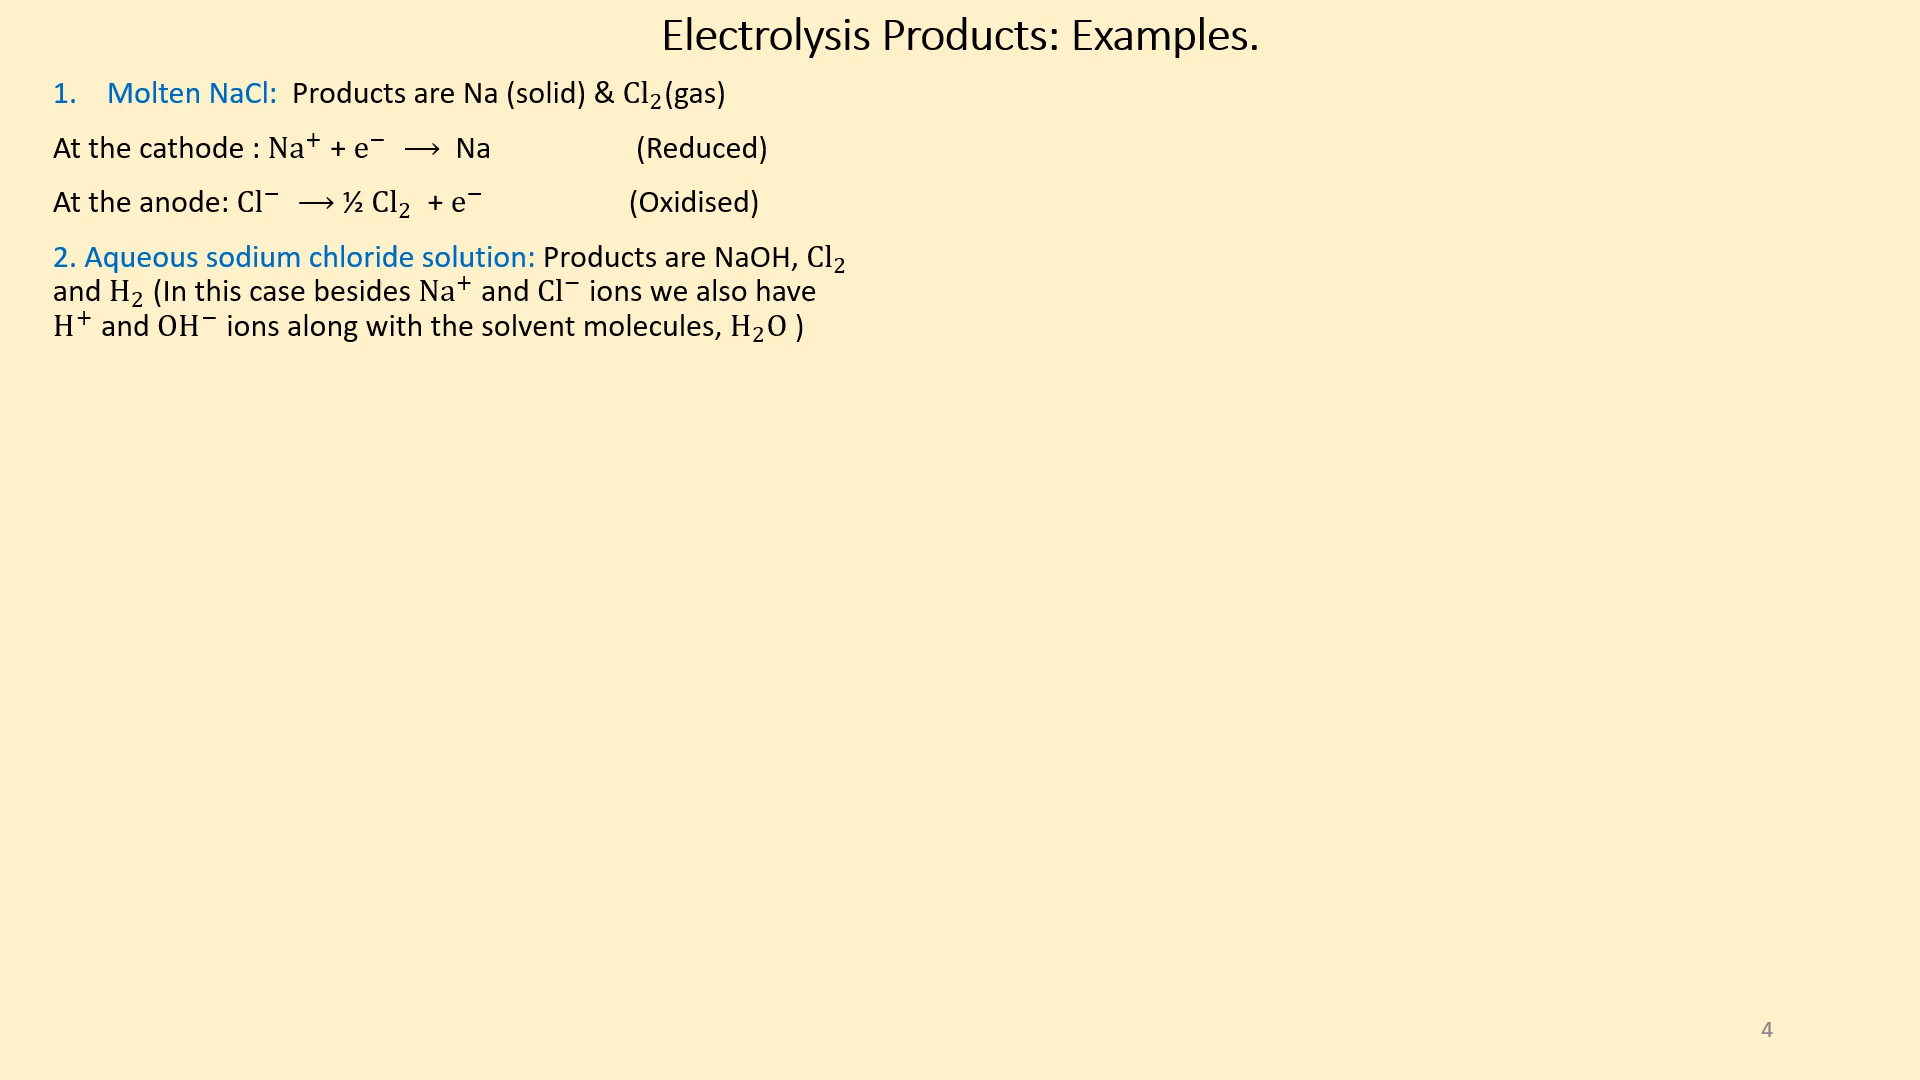 Electrolysis Products: Examples.
1. Molten NaCl: Products are Na (solid) & Cl₂(gas)
At the cathode : Na⁺ + e⁻ ⟶ Na (Reduced)
At the anode: Cl⁻ ⟶ ½ Cl₂ + e⁻ (Oxidised)
2. Aqueous sodium chloride solution: Products are NaOH, Cl₂
and H₂ (In this case besides Na⁺ and Cl⁻ ions we also have
H⁺ and OH⁻ ions along with the solvent molecules, H₂O )
4